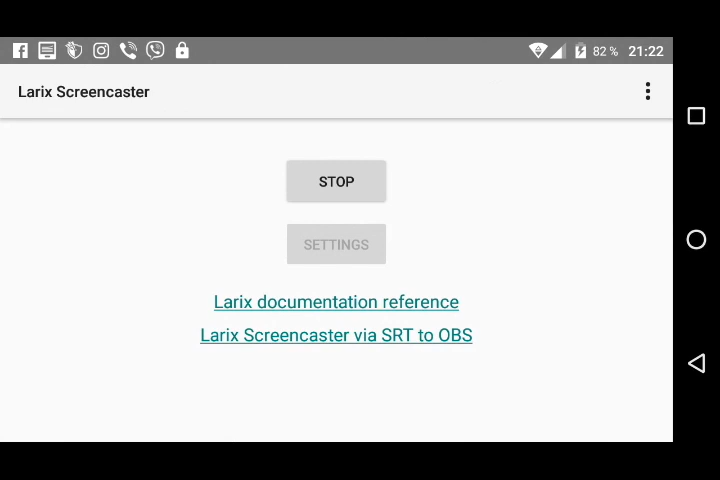 82 % 21:22
Larix Screencaster
STOP
SETTINGS
Larix documentation reference
Larix Screencaster via SRT to OBS